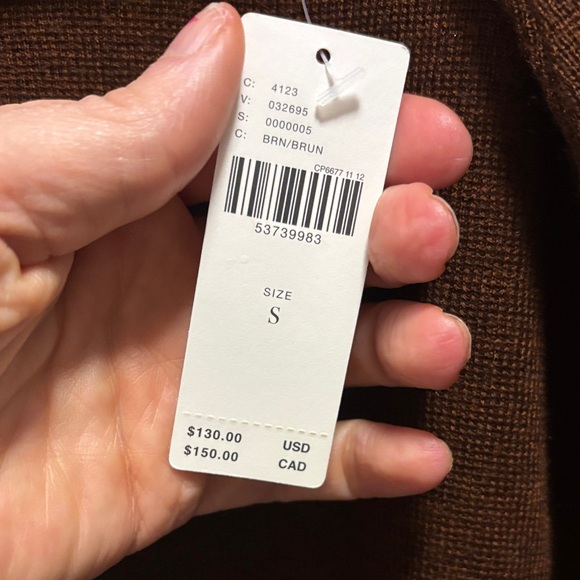 C: 4123
V: 032695
S: 0000005
C: BRN/BRUN
CP6677 11 12
53739983
SIZE
S
$130.00 USD
$150.00 CAD